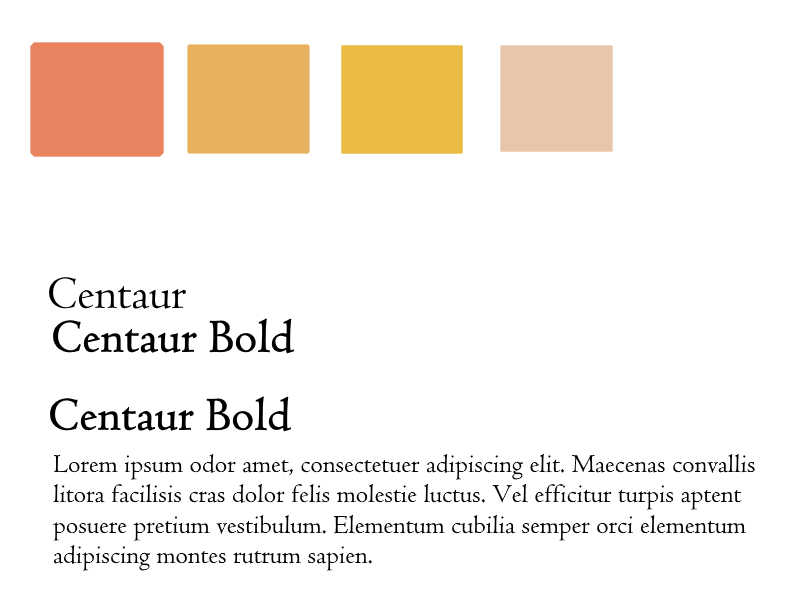 Centaur
Centaur Bold
Centaur Bold
Lorem ipsum odor amet, consectetuer adipiscing elit. Maecenas convallis
litora facilisis cras dolor felis molestie luctus. Vel efficitur turpis aptent
posuere pretium vestibulum. Elementum cubilia semper orci elementum
adipiscing montes rutrum sapien.